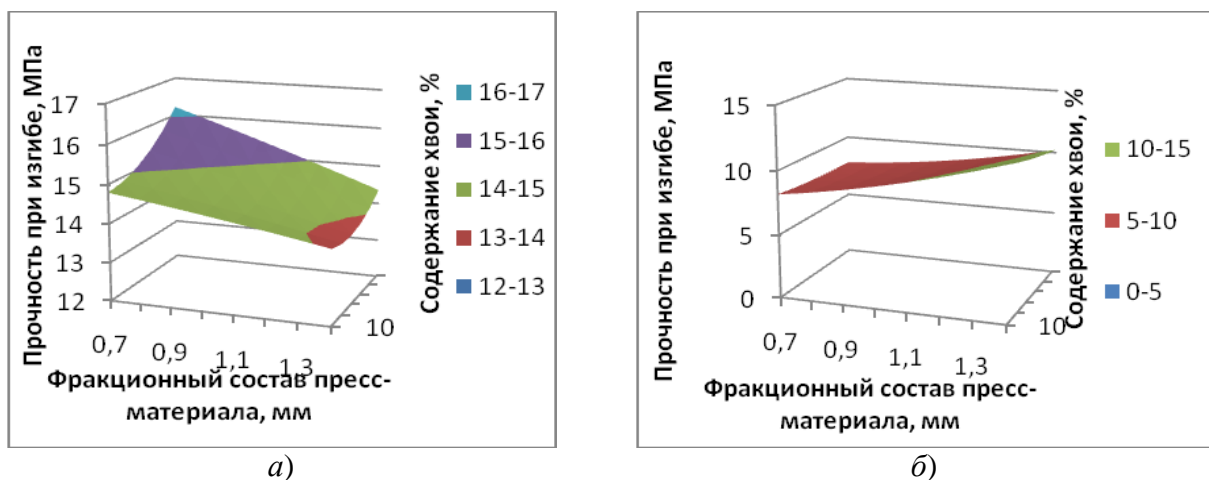 Прочность при изгибе, МПа
17
16
15
14
13
12
0,7
0,9
1,1
1,3
10
Фракционный состав пресс-
материала, мм
Содержание хвои, %
16-17
15-16
14-15
13-14
12-13
а)
Прочность при изгибе, МПа
15
10
5
0
0,7
0,9
1,1
1,3
10
Фракционный состав пресс-
материала, мм
Содержание хвои, %
10-15
5-10
0-5
б)